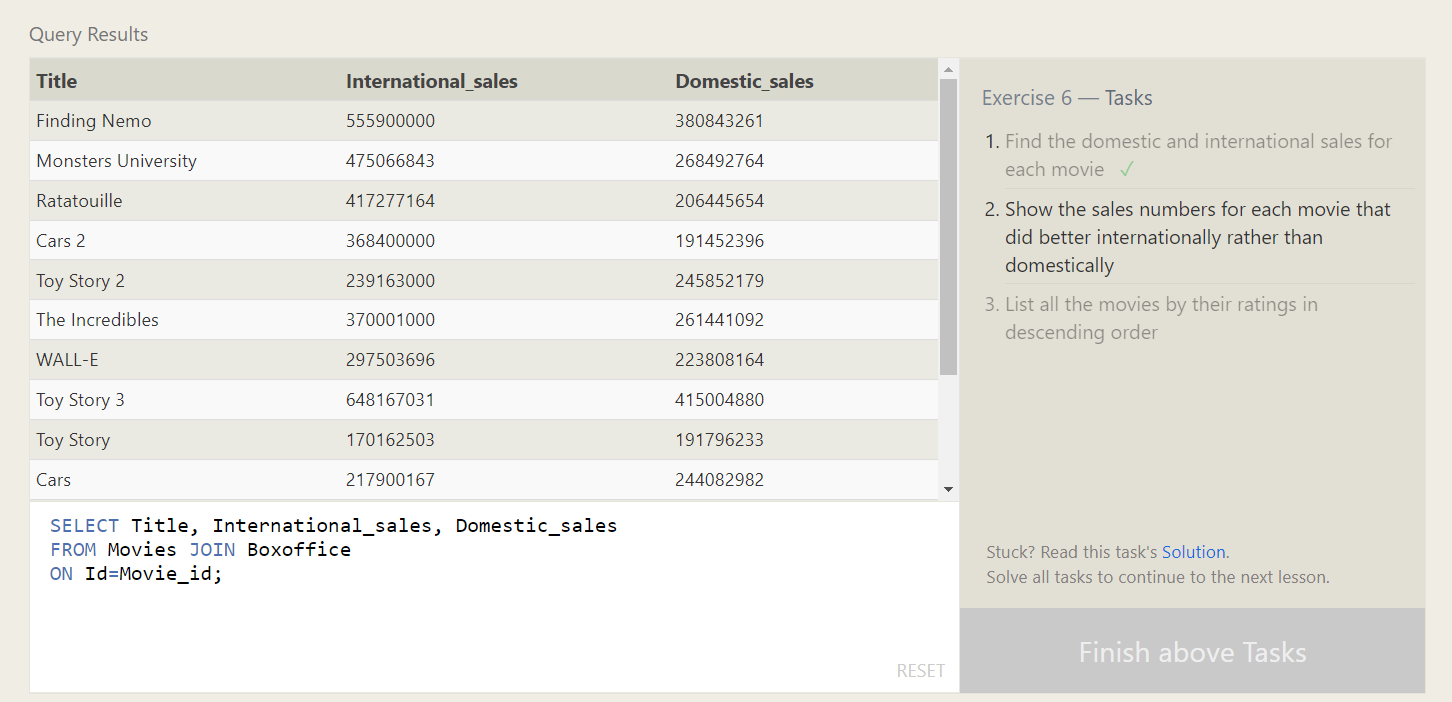 Query Results
Title International_sales Domestic_sales
Finding Nemo 555900000 380843261
Monsters University 475066843 268492764
Ratatouille 417277164 206445654
Cars 2 368400000 191452396
Toy Story 2 239163000 245852179
The Incredibles 370001000 261441092
WALL-E 297503696 223808164
Toy Story 3 648167031 415004880
Toy Story 170162503 191796233
Cars 217900167 244082982
SELECT Title, International_sales, Domestic_sales
FROM Movies JOIN Boxoffice
ON Id=Movie_id;
RESET
Exercise 6 — Tasks
1. Find the domestic and international sales for
each movie ✓
2. Show the sales numbers for each movie that
did better internationally rather than
domestically
3. List all the movies by their ratings in
descending order
Stuck? Read this task's Solution.
Solve all tasks to continue to the next lesson.
Finish above Tasks